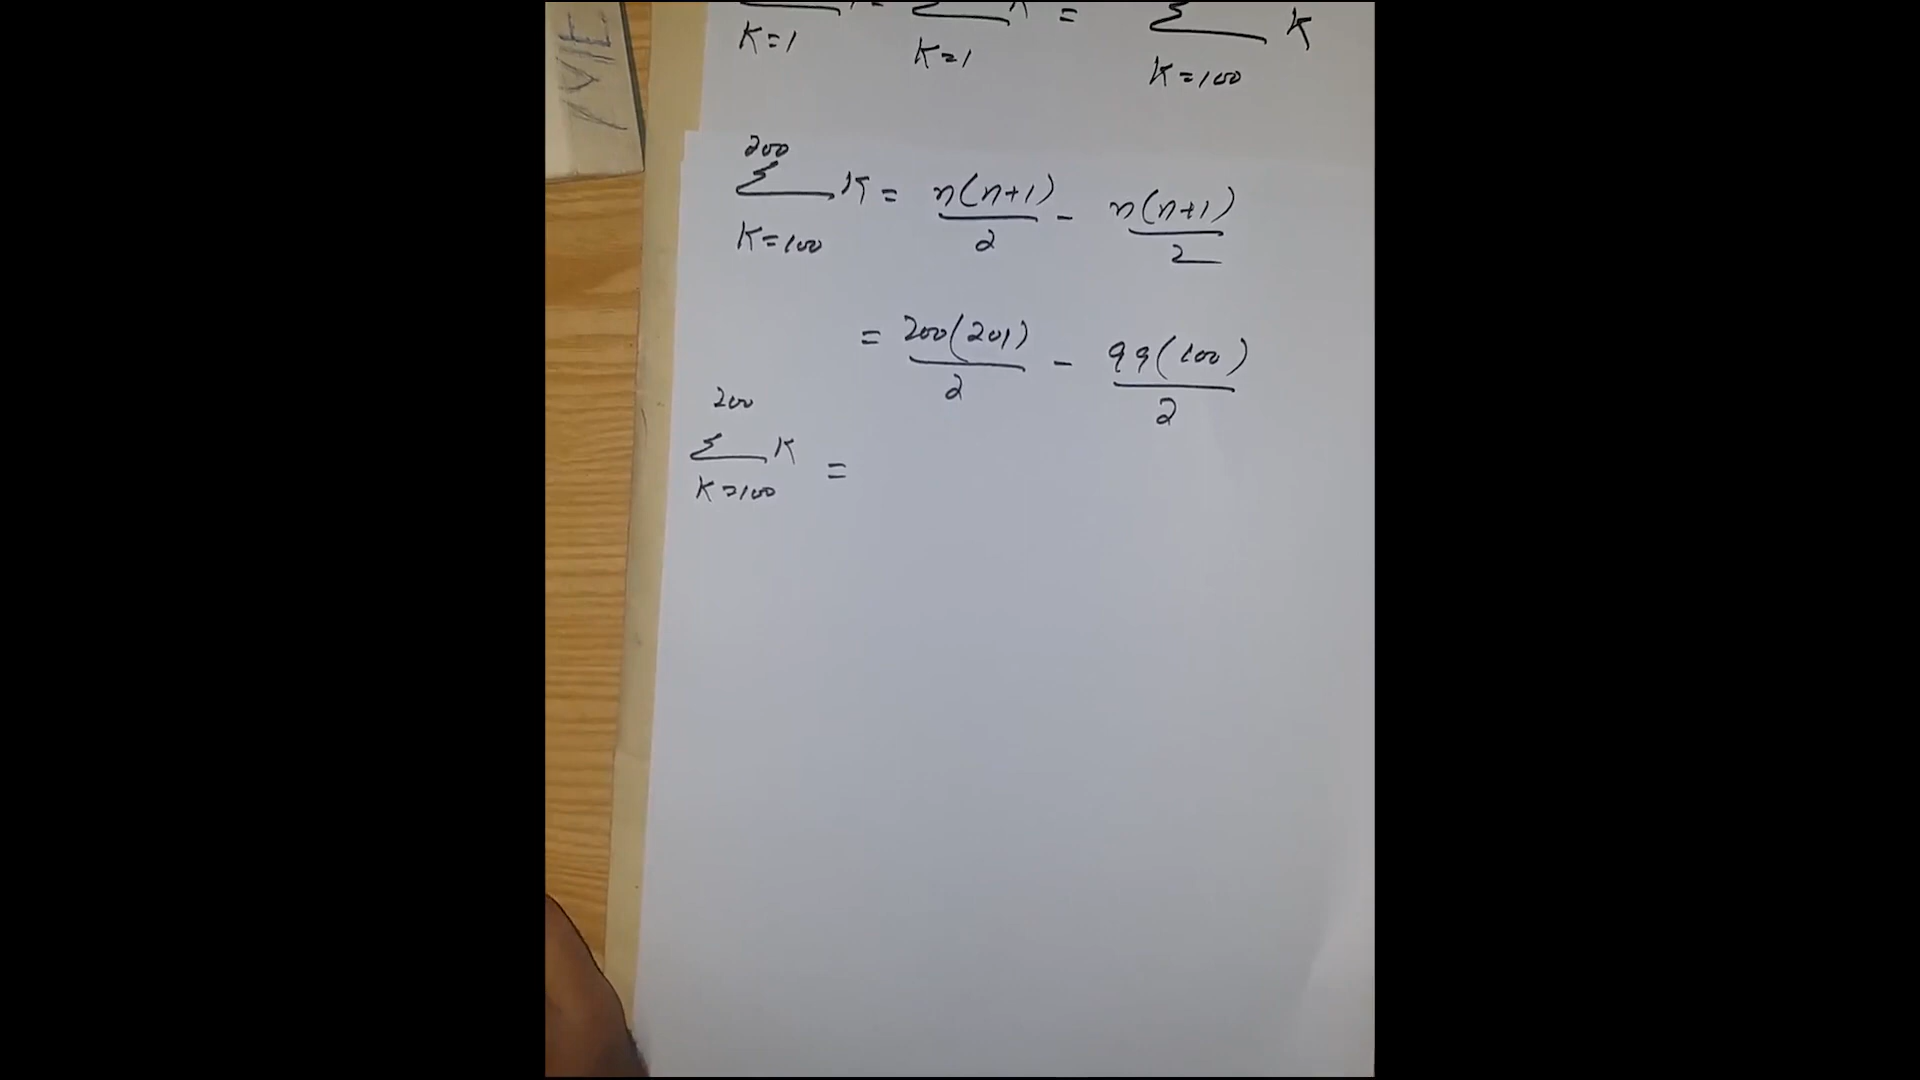 K=1 K=1 = Σ K
K=100
200
Σ K = n(n+1)/2 - n(n+1)/2
K=100
= 200(201)/2 - 99(100)/2
200
Σ K =
K=100